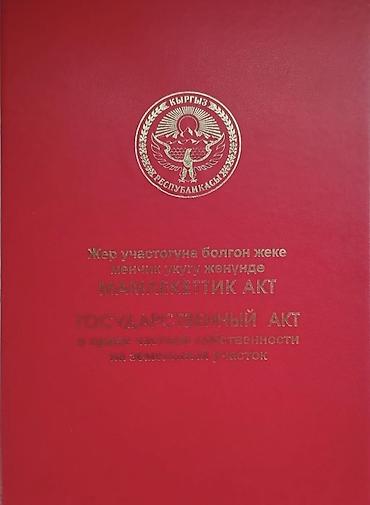 КЫРГЫЗ
РЕСПУБЛИКАСЫ
Жер участогуна болгон жеке
менчик укугу жөнүндө
МАМЛЕКЕТТИК АКТ
ГОСУДАРСТВЕННЫЙ АКТ
о праве частной собственности
на земельный участок